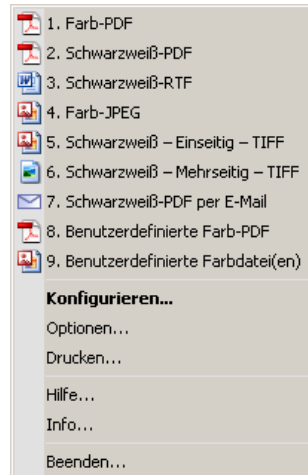 1. Farb-PDF
2. Schwarzweiß-PDF
3. Schwarzweiß-RTF
4. Farb-JPEG
5. Schwarzweiß – Einseitig – TIFF
6. Schwarzweiß – Mehrseitig – TIFF
7. Schwarzweiß-PDF per E-Mail
8. Benutzerdefinierte Farb-PDF
9. Benutzerdefinierte Farbdatei(en)
Konfigurieren...
Optionen...
Drucken...
Hilfe...
Info...
Beenden...